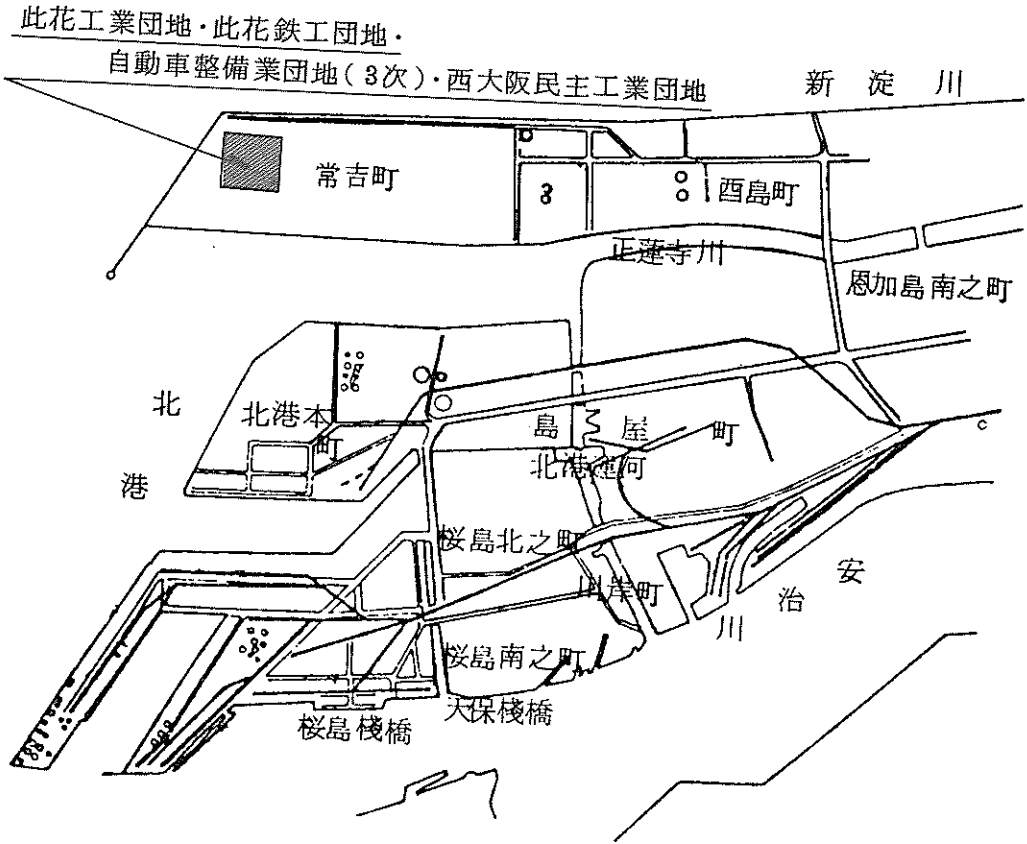 此花工業団地・此花鉄工団地・
自動車整備業団地(3次)・西大阪民主工業団地
新淀川
常吉町
酉島町
正蓮寺川
恩加島南之町
北港
北港本町
島屋町
北港運河
桜島北之町
川岸町
安治川
桜島南之町
天保棧橋
桜島棧橋